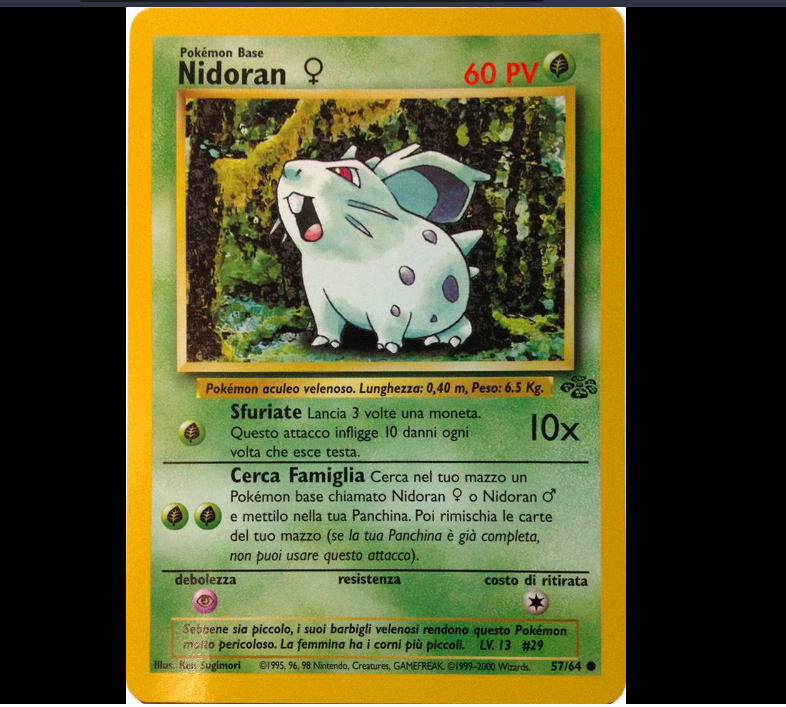 Pokémon Base
Nidoran ♀ 60 PV
Pokémon aculeo velenoso. Lunghezza: 0,40 m, Peso: 6.5 Kg.
Sfuriate Lancia 3 volte una moneta.
Questo attacco infligge 10 danni ogni
volta che esce testa.
10x
Cerca Famiglia Cerca nel tuo mazzo un
Pokémon base chiamato Nidoran ♀ o Nidoran ♂
e mettilo nella tua Panchina. Poi rimischia le carte
del tuo mazzo (se la tua Panchina è già completa,
non puoi usare questo attacco).
debolezza resistenza costo di ritirata
Sebbene sia piccolo, i suoi barbigli velenosi rendono questo Pokémon
molto pericoloso. La femmina ha i corni più piccoli. LV. 13 #29
Illus. Ken Sugimori ©1995, 96, 98 Nintendo, Creatures, GAMEFREAK. ©1999-2000 Wizards. 57/64